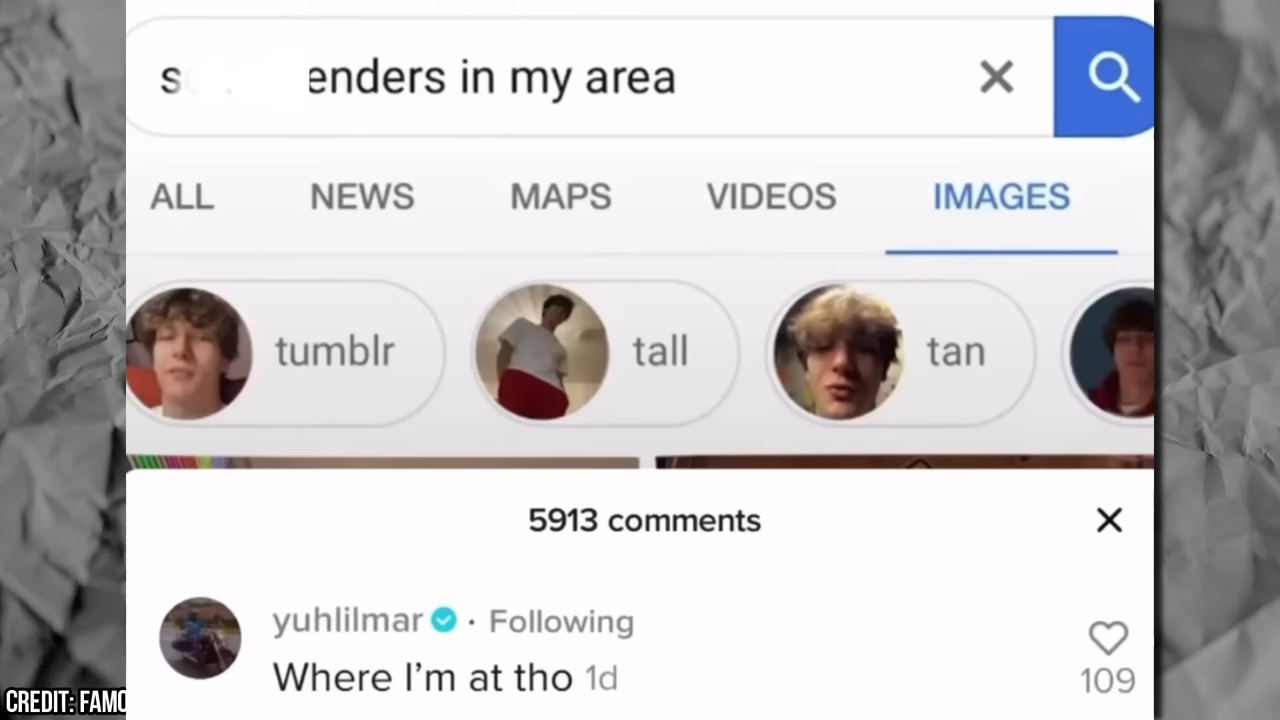 enders in my area
ALL NEWS MAPS VIDEOS IMAGES
tumblr tall tan
5913 comments
yuhlilmar · Following
Where I'm at tho 1d
109
CREDIT: